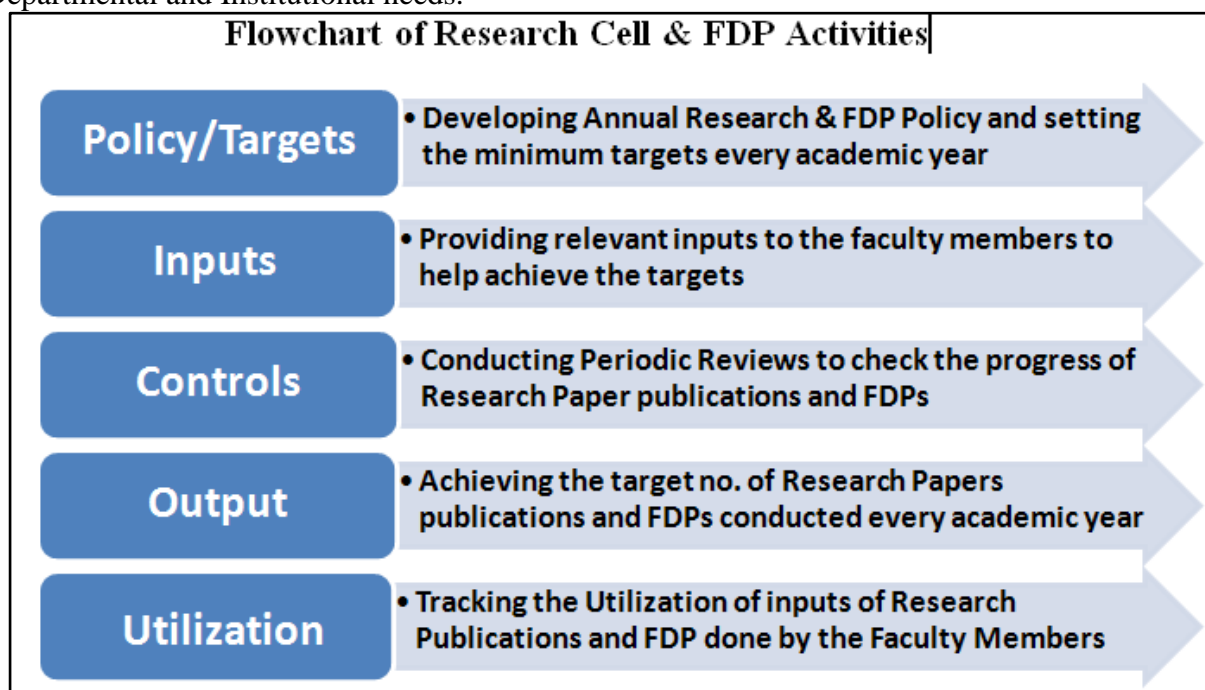 Departmental and Institutional needs.
Flowchart of Research Cell & FDP Activities
Policy/Targets
• Developing Annual Research & FDP Policy and setting
the minimum targets every academic year
Inputs
• Providing relevant inputs to the faculty members to
help achieve the targets
Controls
• Conducting Periodic Reviews to check the progress of
Research Paper publications and FDPs
Output
• Achieving the target no. of Research Papers
publications and FDPs conducted every academic year
Utilization
• Tracking the Utilization of inputs of Research
Publications and FDP done by the Faculty Members